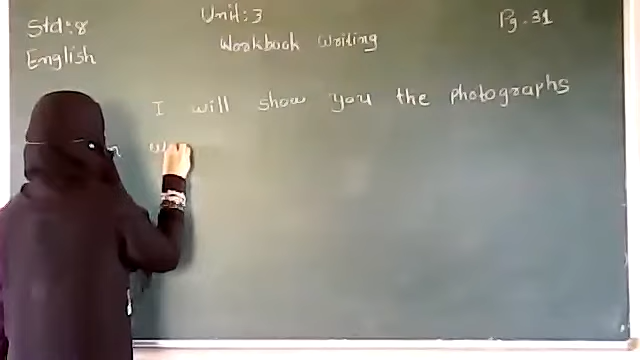 Std:8 Unit:3 Pg.31
English Workbook Writing
I will show you the photographs